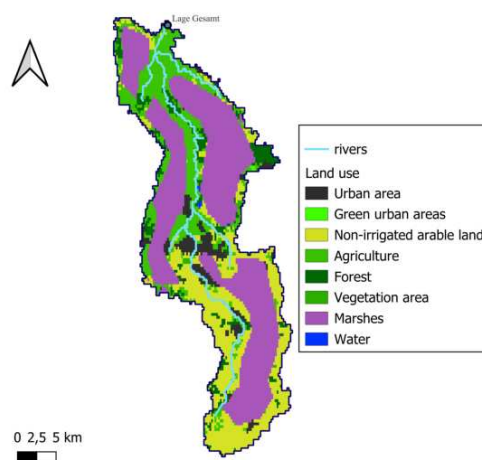 Lage Gesamt
rivers
Land use
Urban area
Green urban areas
Non-irrigated arable land
Agriculture
Forest
Vegetation area
Marshes
Water
0 2,5 5 km